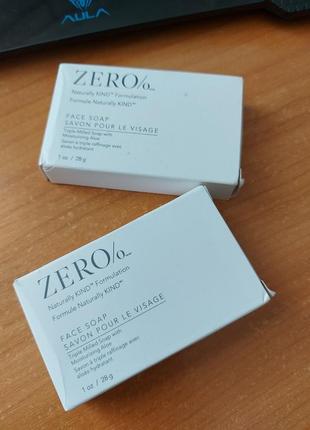 AULA
ZERO%
Naturally KIND™ Formulation
Formule Naturally KIND™
FACE SOAP
SAVON POUR LE VISAGE
Triple Milled Soap with
Moisturizing Aloe
Savon à triple raffinage avec
aloès hydratant
1 oz / 28 g
ZERO%
Naturally KIND™ Formulation
Formule Naturally KIND™
FACE SOAP
SAVON POUR LE VISAGE
Triple Milled Soap with
Moisturizing Aloe
Savon à triple raffinage avec
aloès hydratant
1 oz / 28 g